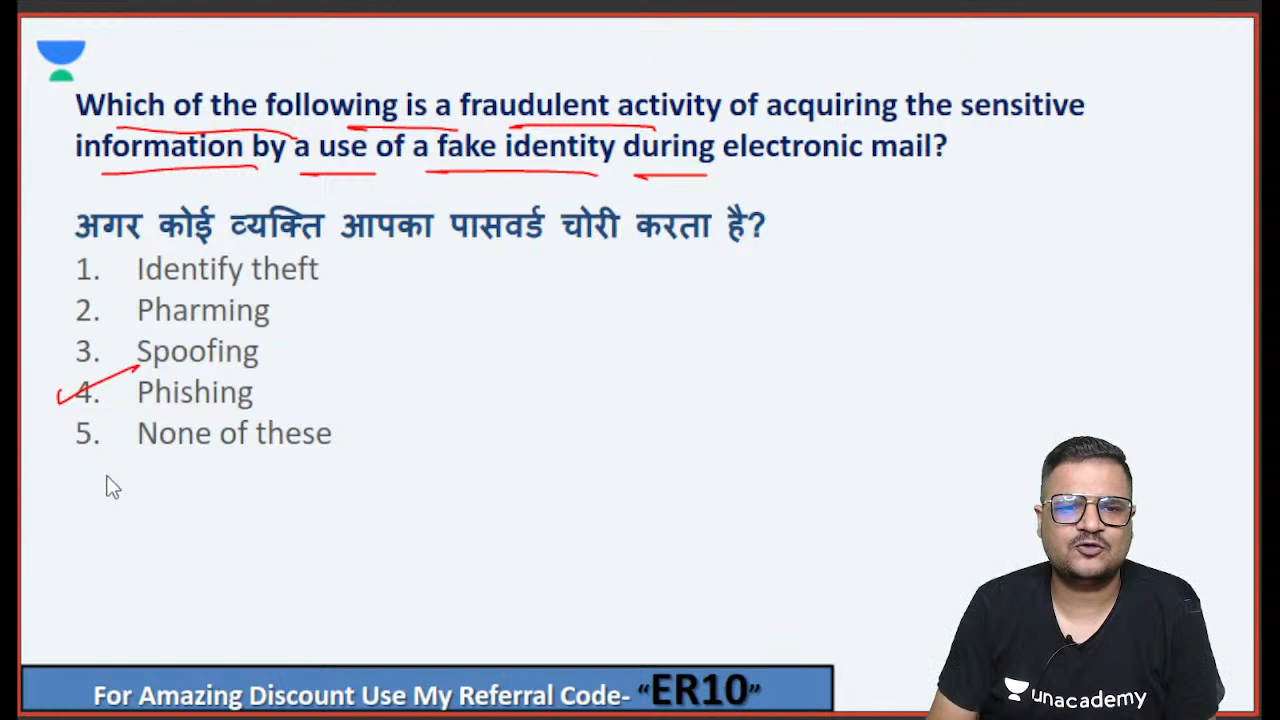 Which of the following is a fraudulent activity of acquiring the sensitive
information by a use of a fake identity during electronic mail?
अगर कोई व्यक्ति आपका पासवर्ड चोरी करता है?
1. Identify theft
2. Pharming
3. Spoofing
4. Phishing
5. None of these
unacademy
For Amazing Discount Use My Referral Code- “ER10”